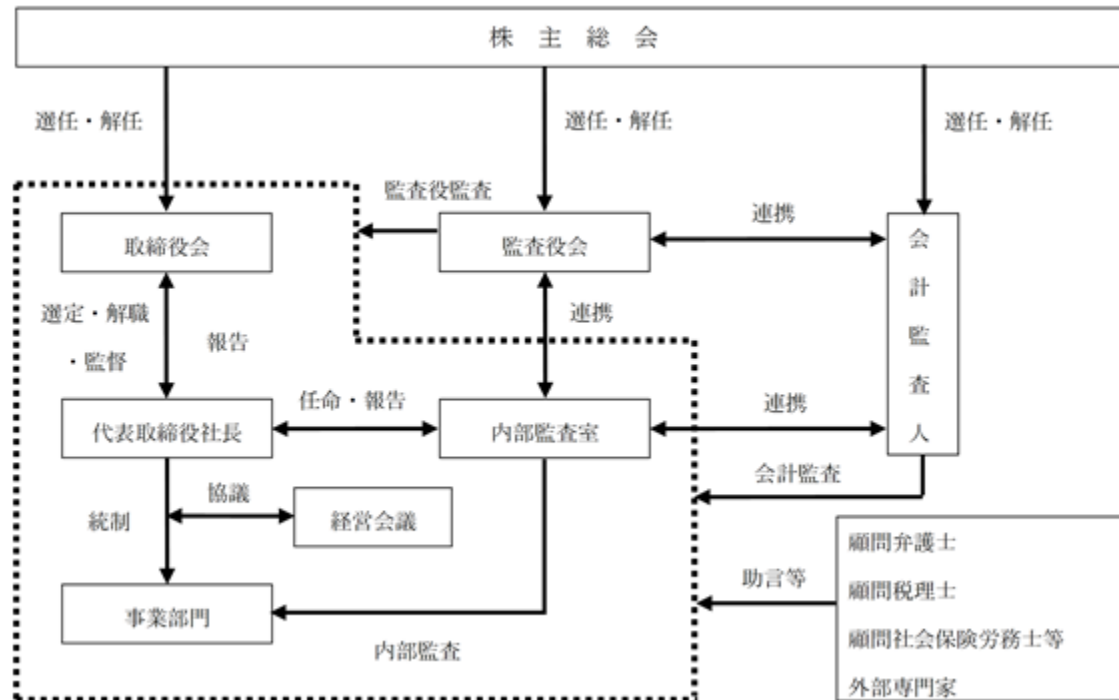 株主総会
選任・解任
選任・解任
選任・解任
監査役監査
連携
取締役会
監査役会
会計監査人
選定・解職
・監督
報告
連携
任命・報告
連携
代表取締役社長
内部監査室
会計監査
協議
統制
経営会議
顧問弁護士
助言等
顧問税理士
事業部門
顧問社会保険労務士等
内部監査
外部専門家